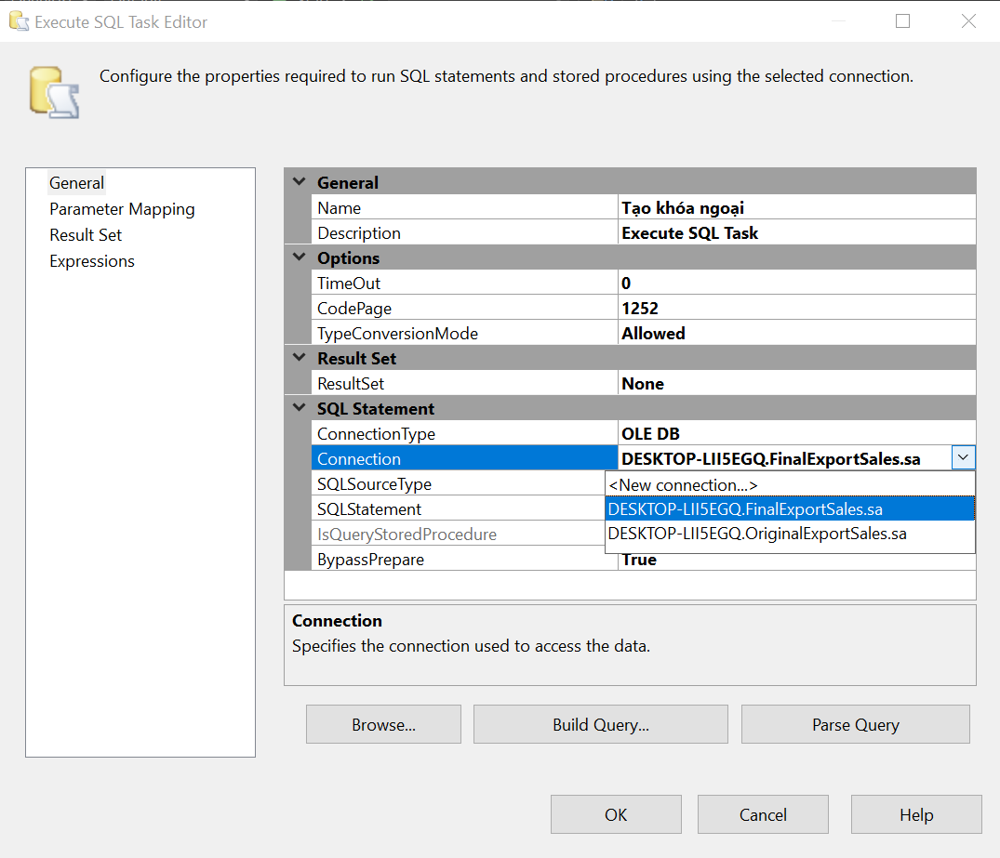 Execute SQL Task Editor
Configure the properties required to run SQL statements and stored procedures using the selected connection.
General
Parameter Mapping
Result Set
Expressions
General
Name Tạo khóa ngoại
Description Execute SQL Task
Options
TimeOut 0
CodePage 1252
TypeConversionMode Allowed
Result Set
ResultSet None
SQL Statement
ConnectionType OLE DB
Connection DESKTOP-LII5EGQ.FinalExportSales.sa
SQLSourceType <New connection...>
SQLStatement DESKTOP-LII5EGQ.FinalExportSales.sa
IsQueryStoredProcedure DESKTOP-LII5EGQ.OriginalExportSales.sa
BypassPrepare True
Connection
Specifies the connection used to access the data.
Browse... Build Query... Parse Query
OK Cancel Help